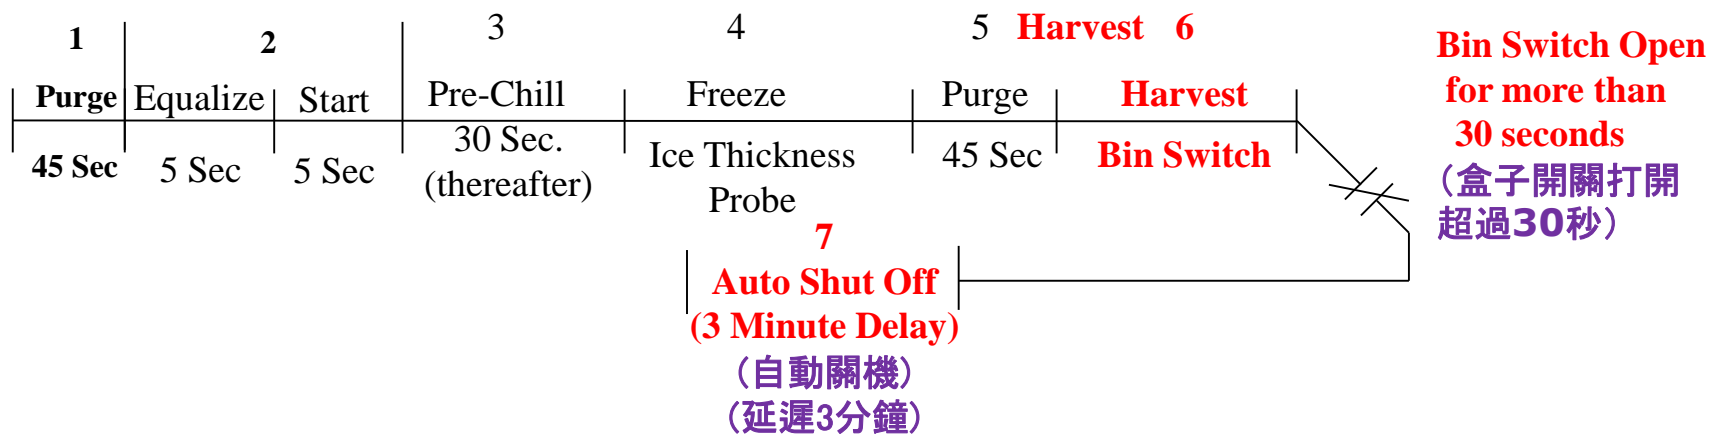 1
2
3
4
5 Harvest 6
Purge
Equalize
Start
Pre-Chill
Freeze
Purge
Harvest
45 Sec
5 Sec
5 Sec
30 Sec.
(thereafter)
Ice Thickness
Probe
45 Sec
Bin Switch
Bin Switch Open
for more than
30 seconds
（盒子開關打開
超過30秒）
7
Auto Shut Off
(3 Minute Delay)
（自動關機）
（延遲3分鐘）